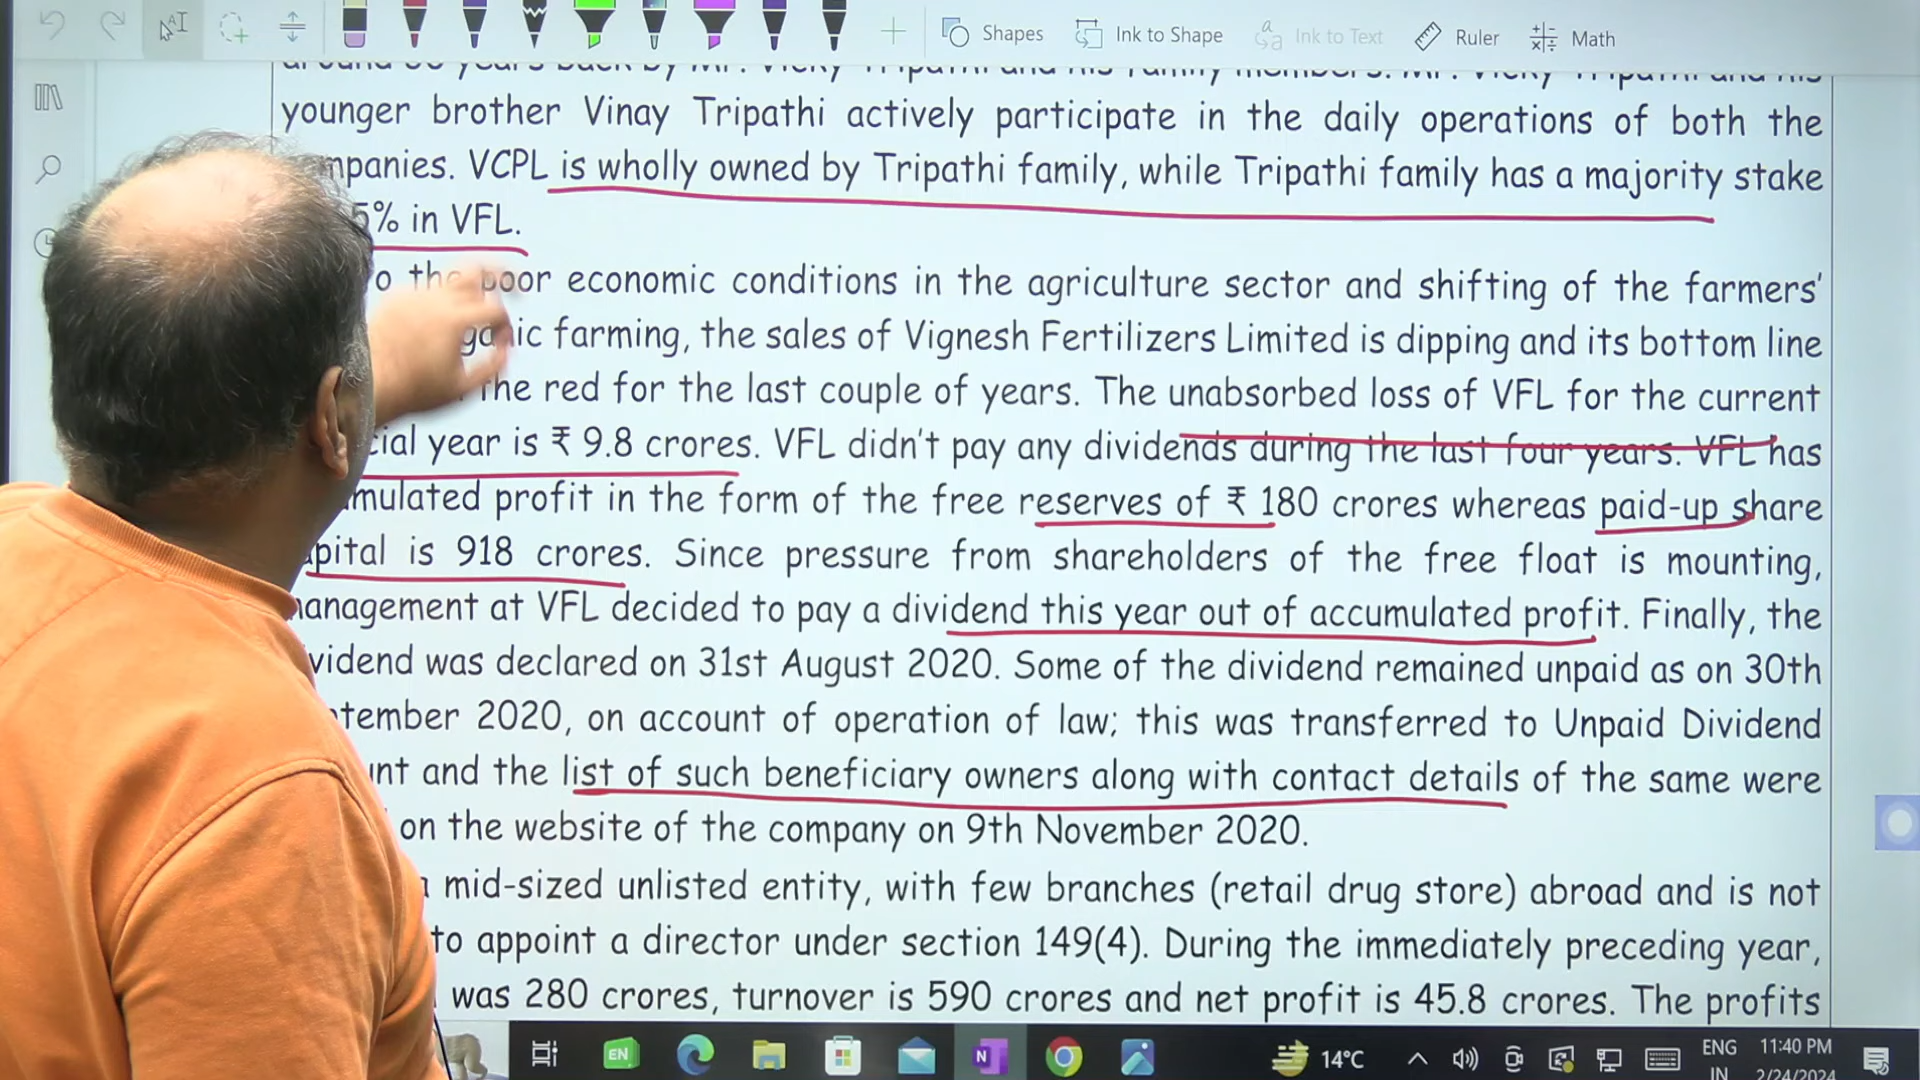 Shapes Ink to Shape Ink to Text Ruler Math
younger brother Vinay Tripathi actively participate in the daily operations of both the
mpanies. VCPL is wholly owned by Tripathi family, while Tripathi family has a majority stake
5% in VFL.
o the poor economic conditions in the agriculture sector and shifting of the farmers'
ganic farming, the sales of Vignesh Fertilizers Limited is dipping and its bottom line
the red for the last couple of years. The unabsorbed loss of VFL for the current
cial year is ₹ 9.8 crores. VFL didn't pay any dividends during the last four years. VFL has
mulated profit in the form of the free reserves of ₹ 180 crores whereas paid-up share
apital is 918 crores. Since pressure from shareholders of the free float is mounting,
management at VFL decided to pay a dividend this year out of accumulated profit. Finally, the
vidend was declared on 31st August 2020. Some of the dividend remained unpaid as on 30th
tember 2020, on account of operation of law; this was transferred to Unpaid Dividend
unt and the list of such beneficiary owners along with contact details of the same were
on the website of the company on 9th November 2020.
a mid-sized unlisted entity, with few branches (retail drug store) abroad and is not
to appoint a director under section 149(4). During the immediately preceding year,
was 280 crores, turnover is 590 crores and net profit is 45.8 crores. The profits
EN 14°C ENG 11:40 PM
IN 2/24/2024